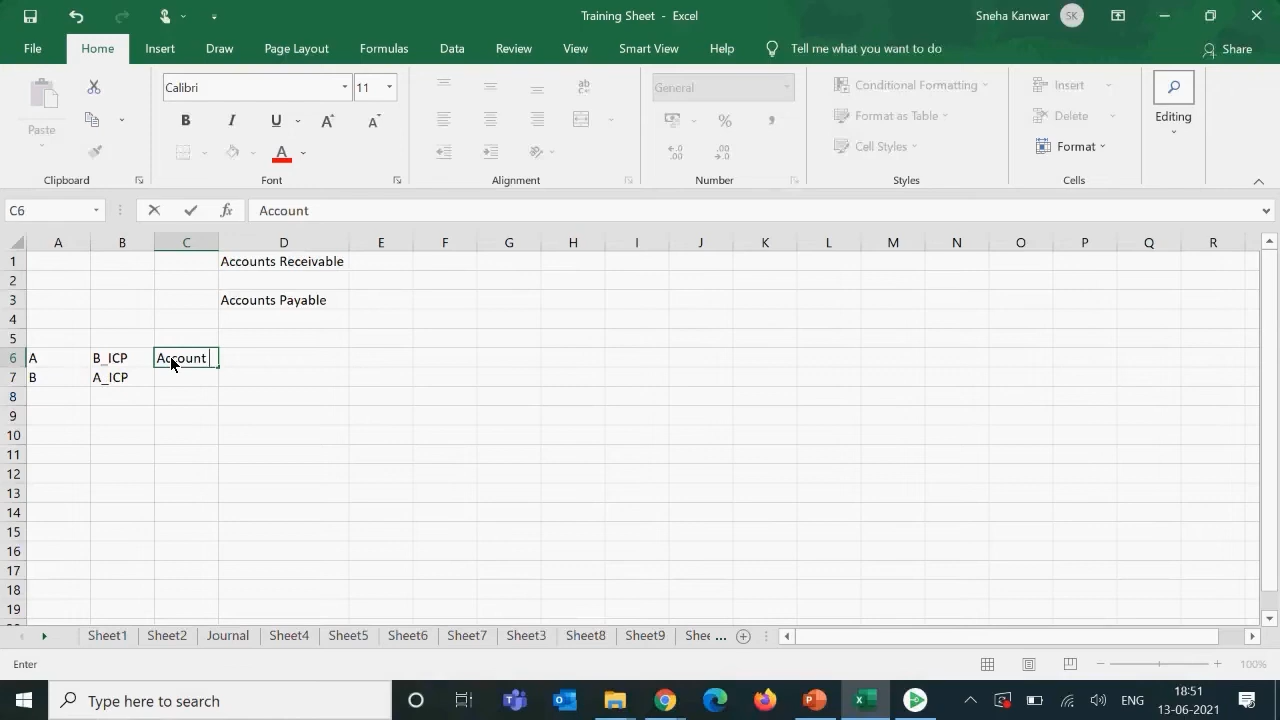 Training Sheet - Excel
Sneha Kanwar SK
File Home Insert Draw Page Layout Formulas Data Review View Smart View Help Tell me what you want to do Share
Paste
Calibri 11
B I U A A
A
ab
General
% ,
Conditional Formatting
Format as Table
Cell Styles
Insert
Delete
Format
Editing
Clipboard Font Alignment Number Styles Cells
C6 fx Account
A B C D E F G H I J K L M N O P Q R
1 Accounts Receivable
2
3 Accounts Payable
4
5
6 A B_ICP Account
7 B A_ICP
8
9
10
11
12
13
14
15
16
17
18
19
Sheet1 Sheet2 Journal Sheet4 Sheet5 Sheet6 Sheet7 Sheet3 Sheet8 Sheet9 Shee ...
Enter 100%
Type here to search
ENG
18:51
13-06-2021